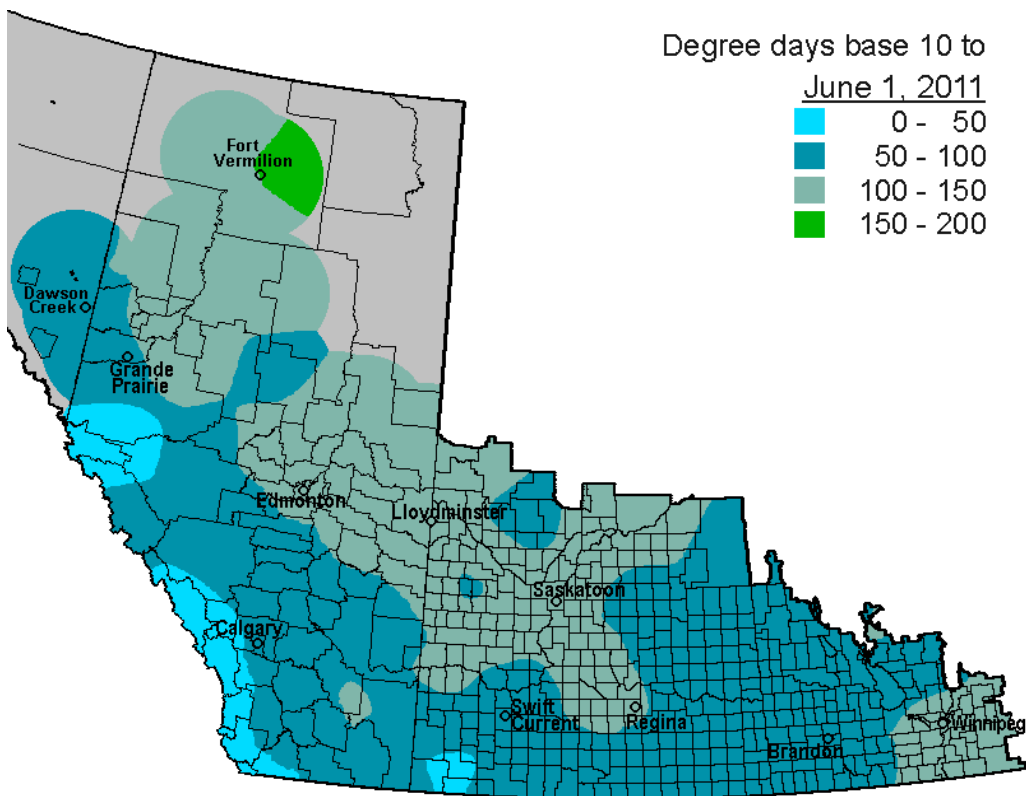 Degree days base 10 to
June 1, 2011
0 - 50
50 - 100
100 - 150
150 - 200
Fort
Vermilion
Dawson
Creek
Grande
Prairie
Edmonton
Lloydminster
Saskatoon
Calgary
Swift
Current
Regina
Winnipeg
Brandon